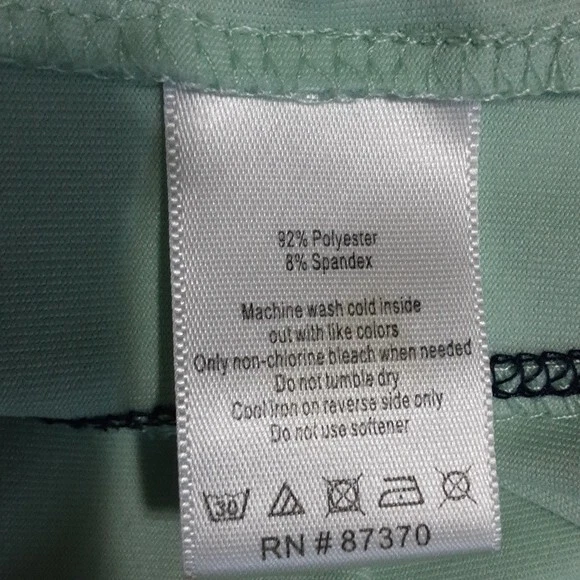 92% Polyester
8% Spandex
Machine wash cold inside
out with like colors
Only non-chlorine bleach when needed
Do not tumble dry
Cool iron on reverse side only
Do not use softener
30
RN # 87370